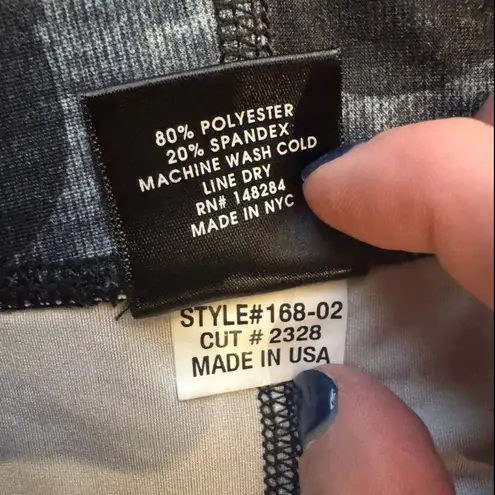 80% POLYESTER
20% SPANDEX
MACHINE WASH COLD
LINE DRY
RN# 148284
MADE IN NYC
STYLE#168-02
CUT # 2328
MADE IN USA